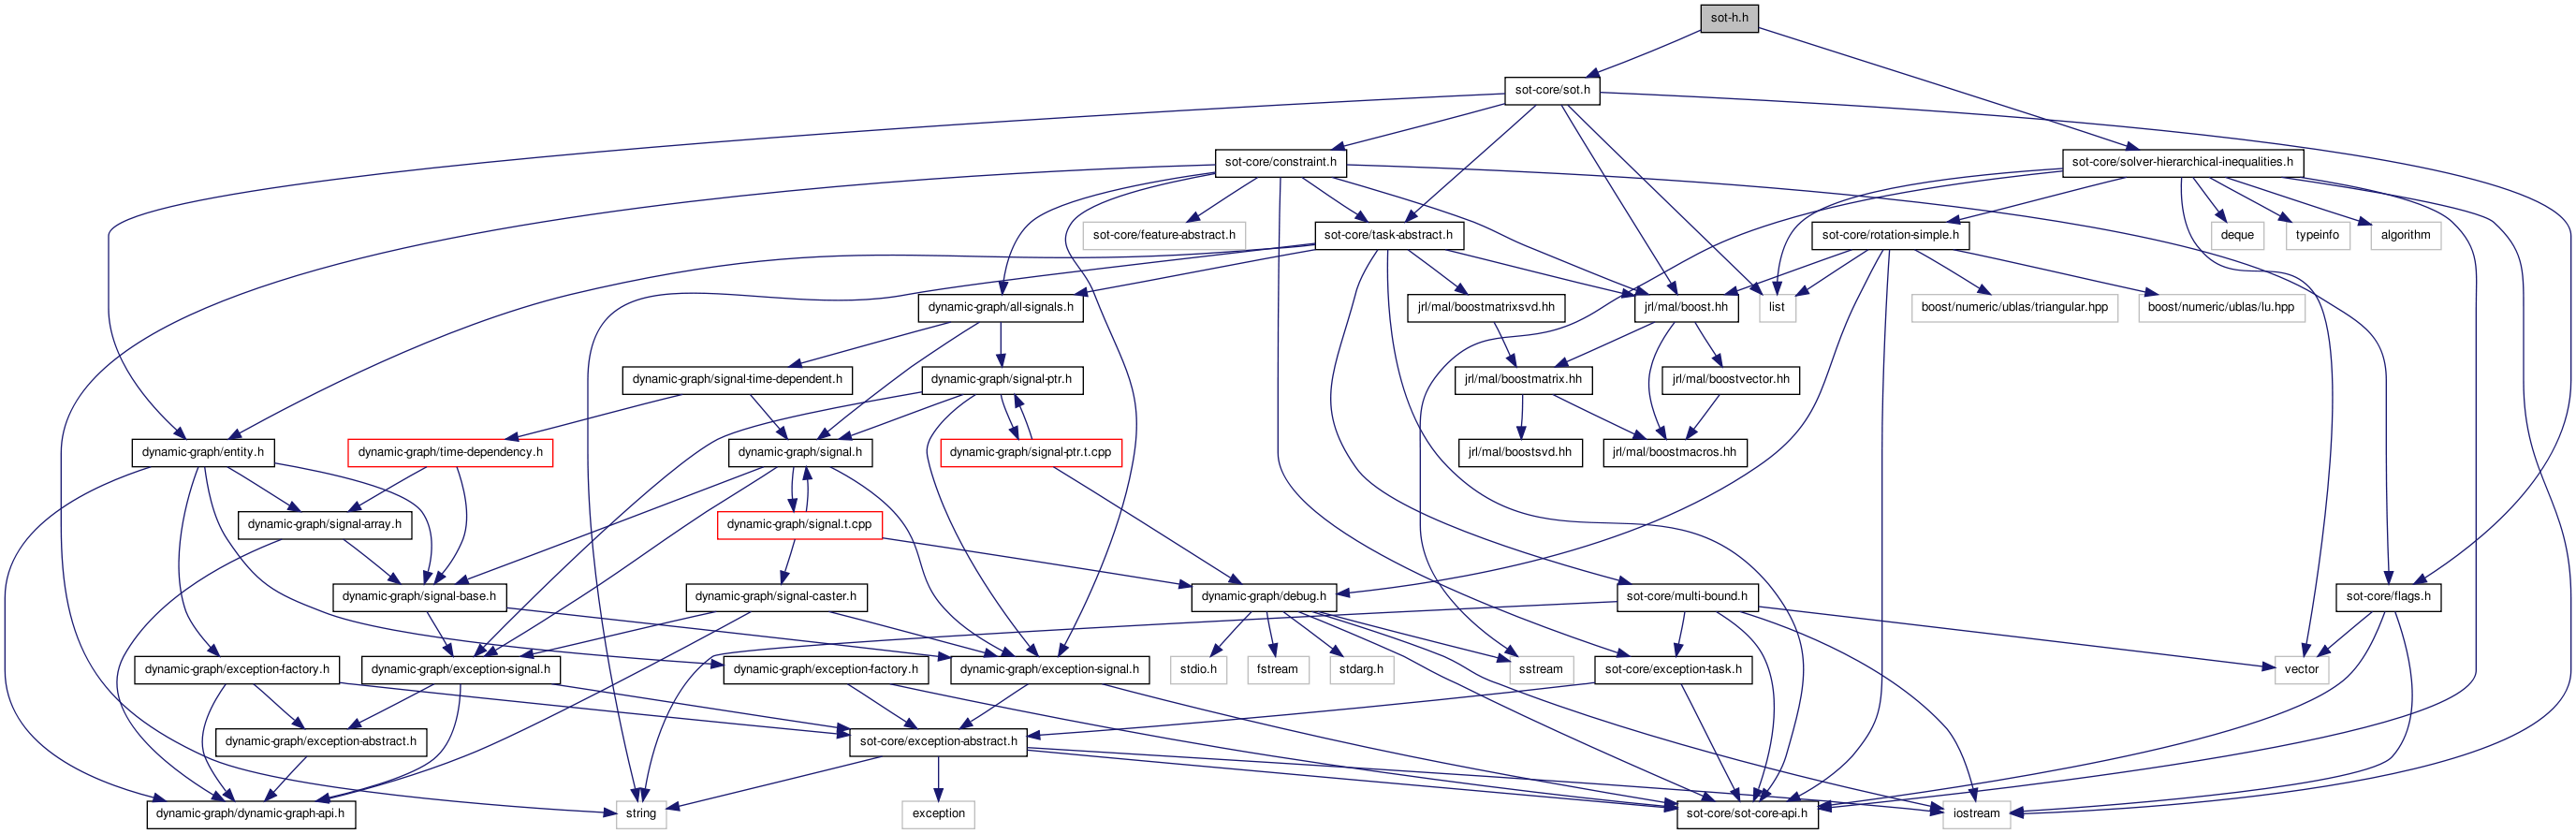 sot-h.h
sot-core/sot.h
sot-core/constraint.h
sot-core/solver-hierarchical-inequalities.h
sot-core/feature-abstract.h
sot-core/task-abstract.h
sot-core/rotation-simple.h
deque
typeinfo
algorithm
dynamic-graph/all-signals.h
jrl/mal/boostmatrixsvd.hh
jrl/mal/boost.hh
list
boost/numeric/ublas/triangular.hpp
boost/numeric/ublas/lu.hpp
dynamic-graph/signal-time-dependent.h
dynamic-graph/signal-ptr.h
jrl/mal/boostmatrix.hh
jrl/mal/boostvector.hh
dynamic-graph/entity.h
dynamic-graph/time-dependency.h
dynamic-graph/signal.h
dynamic-graph/signal-ptr.t.cpp
jrl/mal/boostsvd.hh
jrl/mal/boostmacros.hh
dynamic-graph/signal-array.h
dynamic-graph/signal.t.cpp
dynamic-graph/signal-base.h
dynamic-graph/signal-caster.h
dynamic-graph/debug.h
sot-core/multi-bound.h
sot-core/flags.h
dynamic-graph/exception-factory.h
dynamic-graph/exception-signal.h
dynamic-graph/exception-factory.h
dynamic-graph/exception-signal.h
stdio.h
fstream
stdarg.h
sstream
sot-core/exception-task.h
vector
dynamic-graph/exception-abstract.h
sot-core/exception-abstract.h
dynamic-graph/dynamic-graph-api.h
string
exception
sot-core/sot-core-api.h
iostream